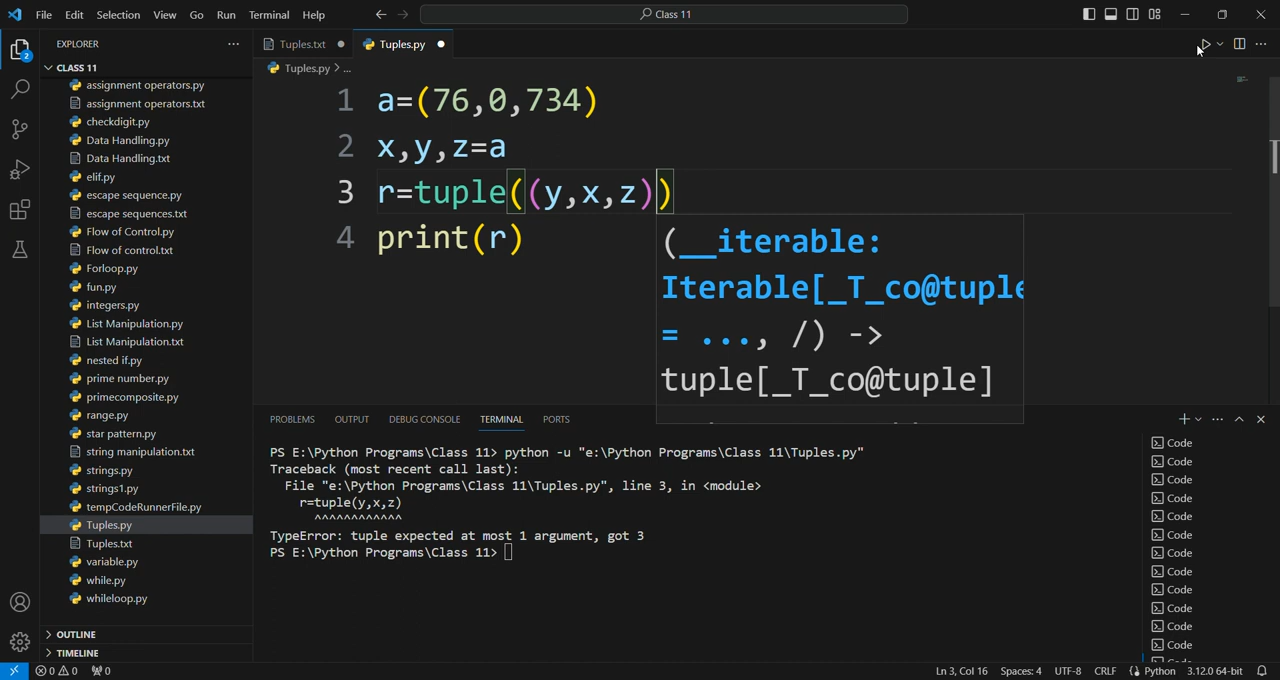 File Edit Selection View Go Run Terminal Help
Class 11
EXPLORER
CLASS 11
assignment operators.py
assignment operators.txt
checkdigit.py
Data Handling.py
Data Handling.txt
elif.py
escape sequence.py
escape sequences.txt
Flow of Control.py
Flow of control.txt
Forloop.py
fun.py
integers.py
List Manipulation.py
List Manipulation.txt
nested if.py
prime number.py
primecomposite.py
range.py
star pattern.py
string manipulation.txt
strings.py
strings1.py
tempCodeRunnerFile.py
Tuples.py
Tuples.txt
variable.py
while.py
whileloop.py
OUTLINE
TIMELINE
2
Tuples.txt Tuples.py
Tuples.py > ...
1 a=(76,0,734)
2 x,y,z=a
3 r=tuple((y,x,z))
4 print(r)
(__iterable:
Iterable[_T_co@tuple
= ..., /) ->
tuple[_T_co@tuple]
PROBLEMS OUTPUT DEBUG CONSOLE TERMINAL PORTS
PS E:\Python Programs\Class 11> python -u "e:\Python Programs\Class 11\Tuples.py"
Traceback (most recent call last):
File "e:\Python Programs\Class 11\Tuples.py", line 3, in <module>
r=tuple(y,x,z)
^^^^^^^^^^^^
TypeError: tuple expected at most 1 argument, got 3
PS E:\Python Programs\Class 11>
Code
Code
Code
Code
Code
Code
Code
Code
Code
Code
Code
Code
0 0 0
Ln 3, Col 16 Spaces: 4 UTF-8 CRLF Python 3.12.0 64-bit